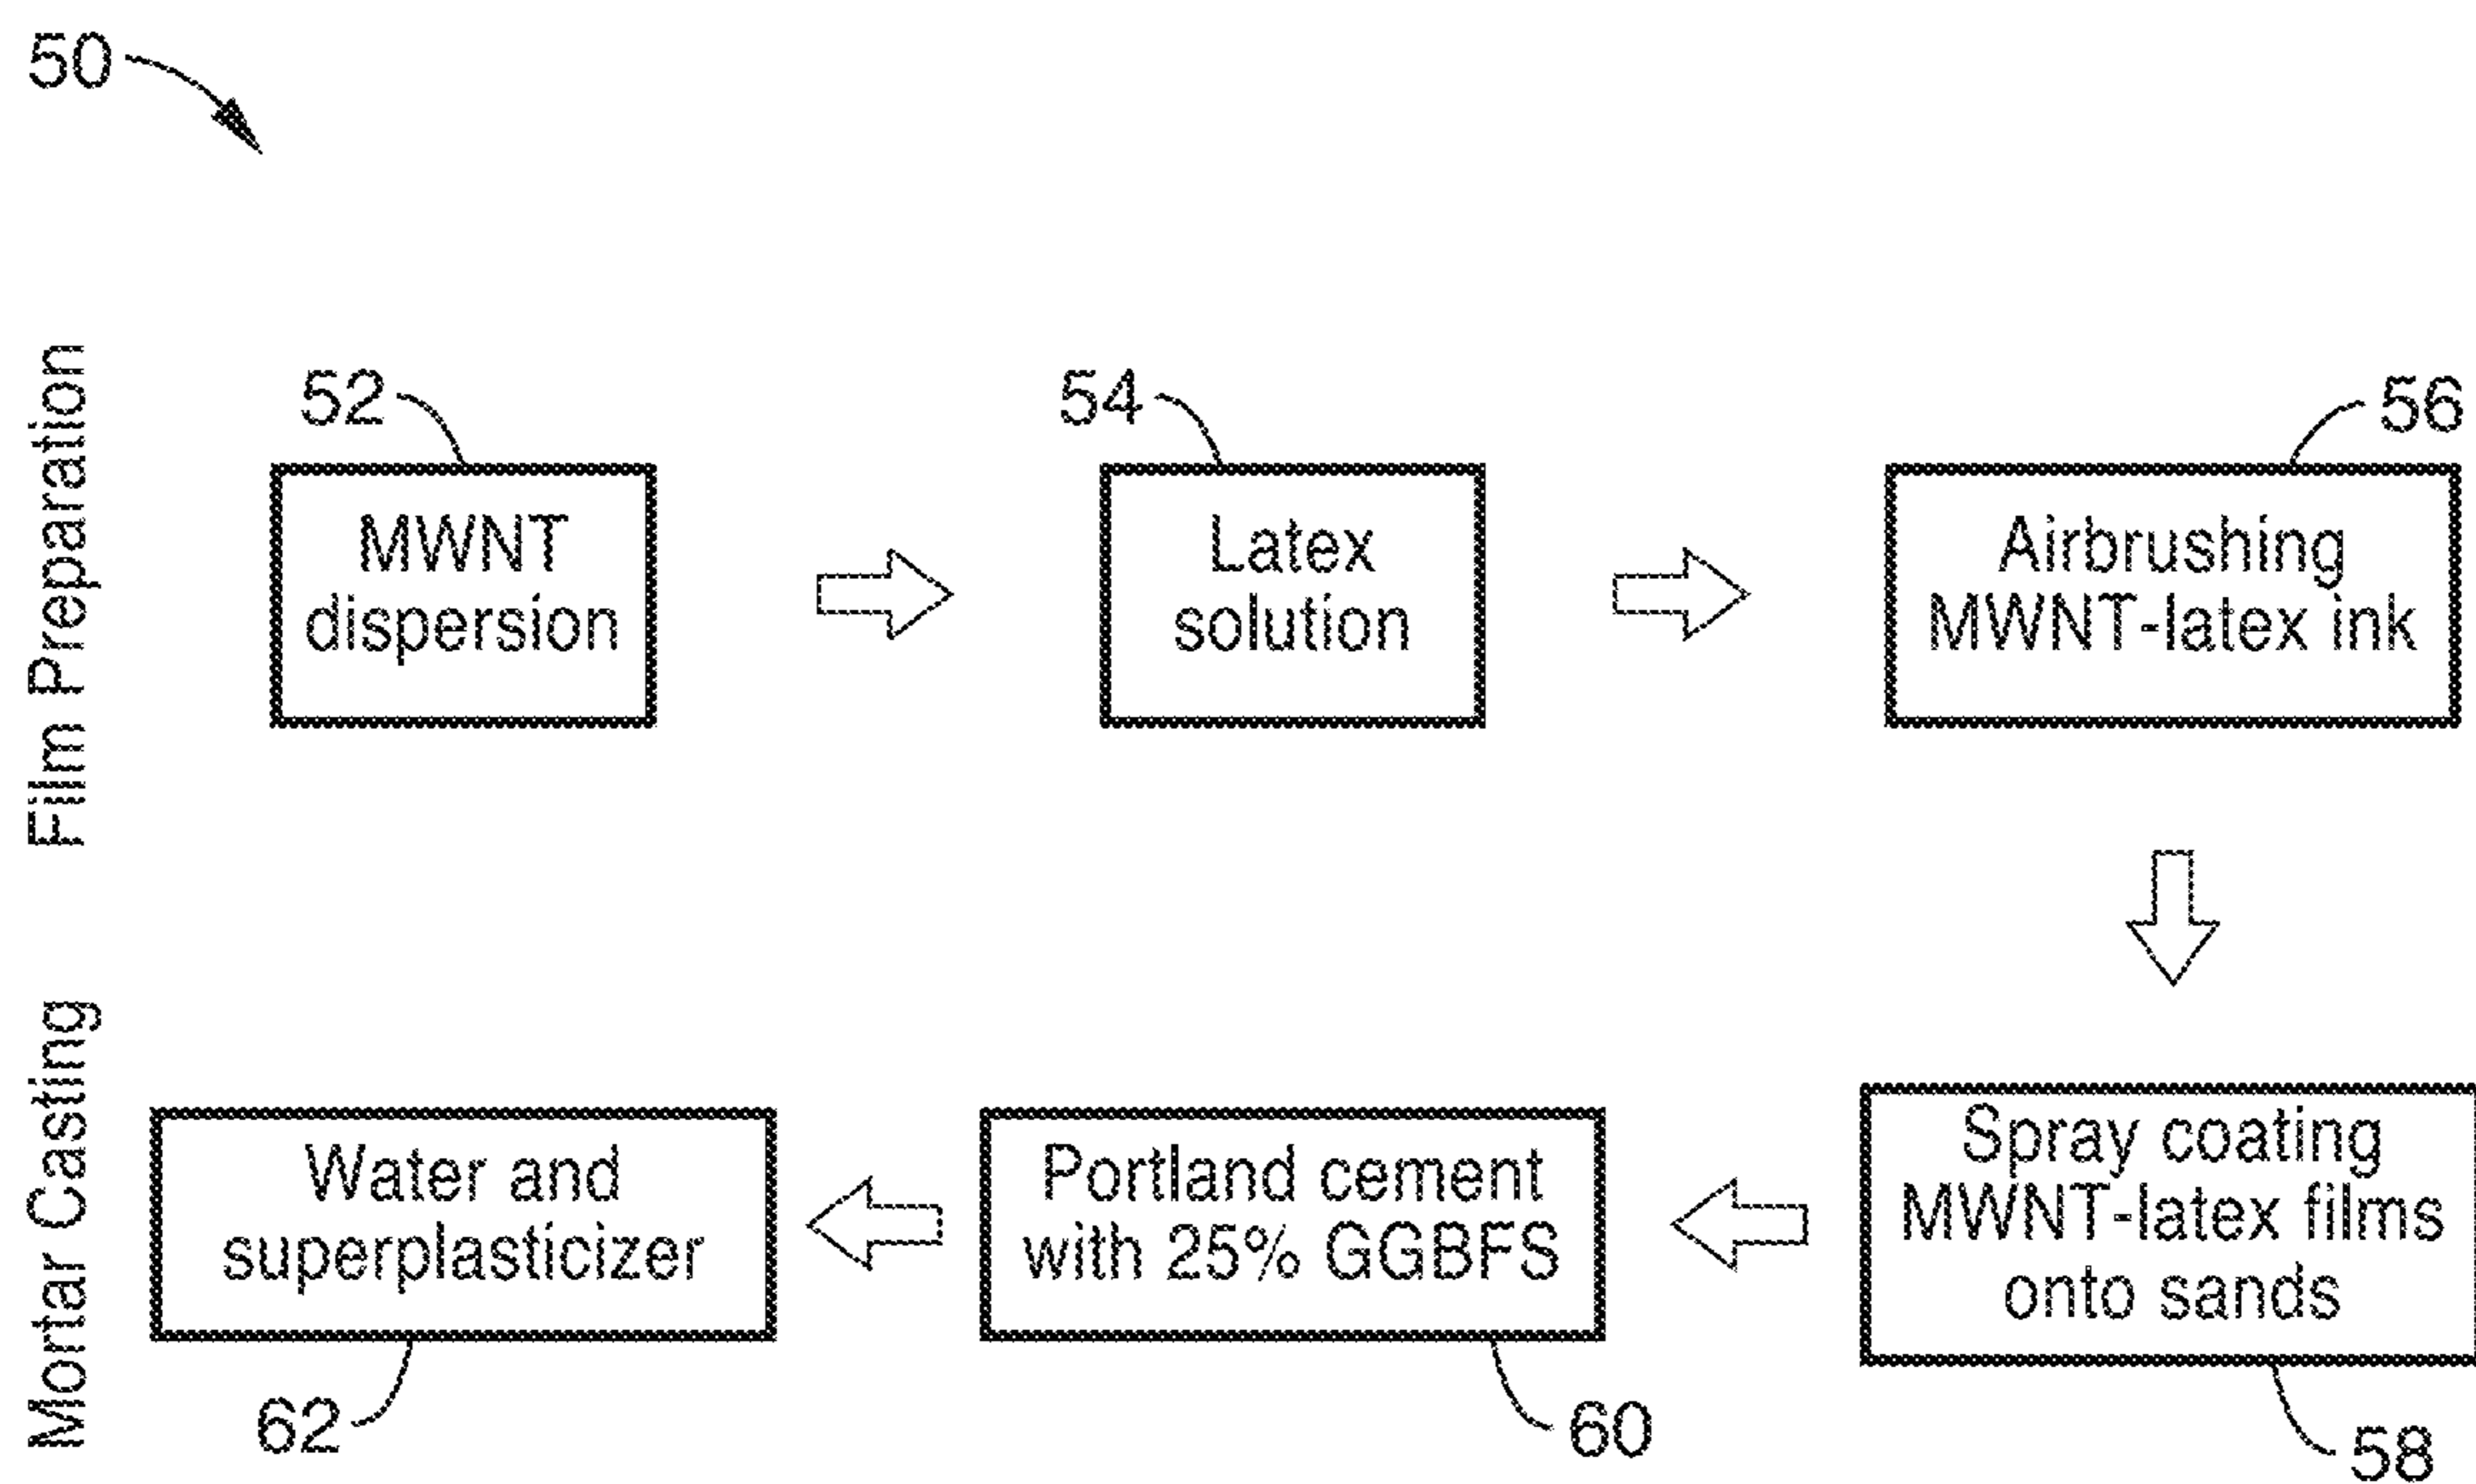 50
Film Preparation
52
54
56
MWNT
dispersion
Latex
solution
Airbrushing
MWNT-latex ink
Mortar Casting
Water and
superplasticizer
Portland cement
with 25% GGBFS
Spray coating
MWNT-latex films
onto sands
62
60
58